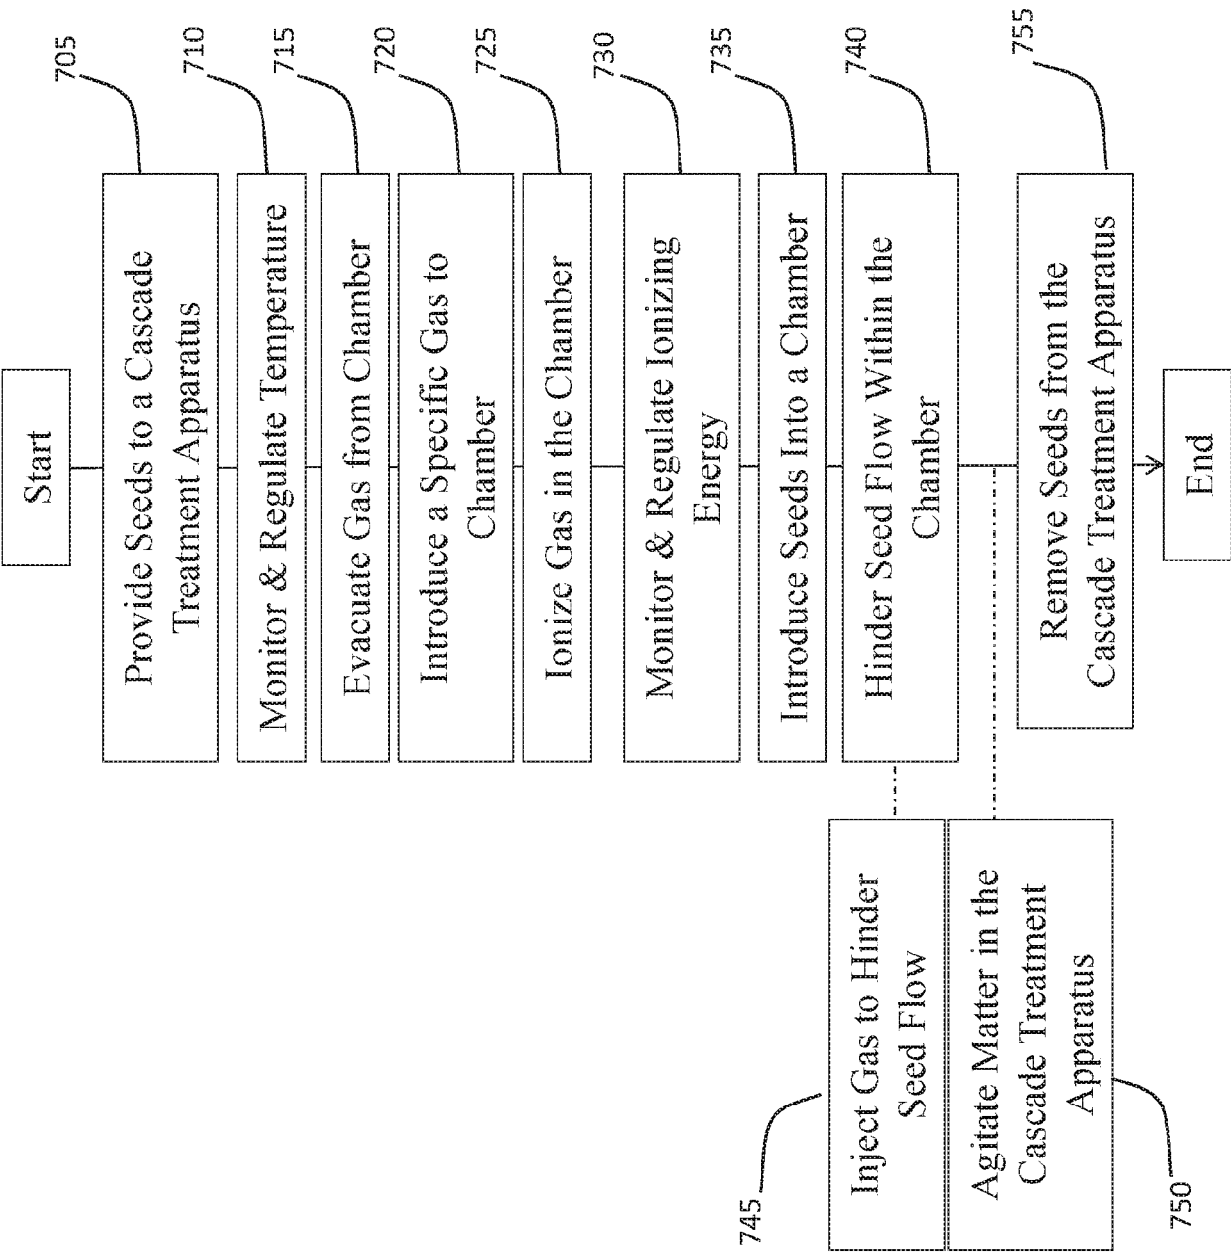 Start
Provide Seeds to a Cascade
Treatment Apparatus
705
Monitor & Regulate Temperature
710
Evacuate Gas from Chamber
715
Introduce a Specific Gas to
Chamber
720
Ionize Gas in the Chamber
725
Monitor & Regulate Ionizing
Energy
730
Introduce Seeds Into a Chamber
735
Hinder Seed Flow Within the
Chamber
740
Inject Gas to Hinder
Seed Flow
745
Agitate Matter in the
Cascade Treatment
Apparatus
750
Remove Seeds from the
Cascade Treatment Apparatus
755
End